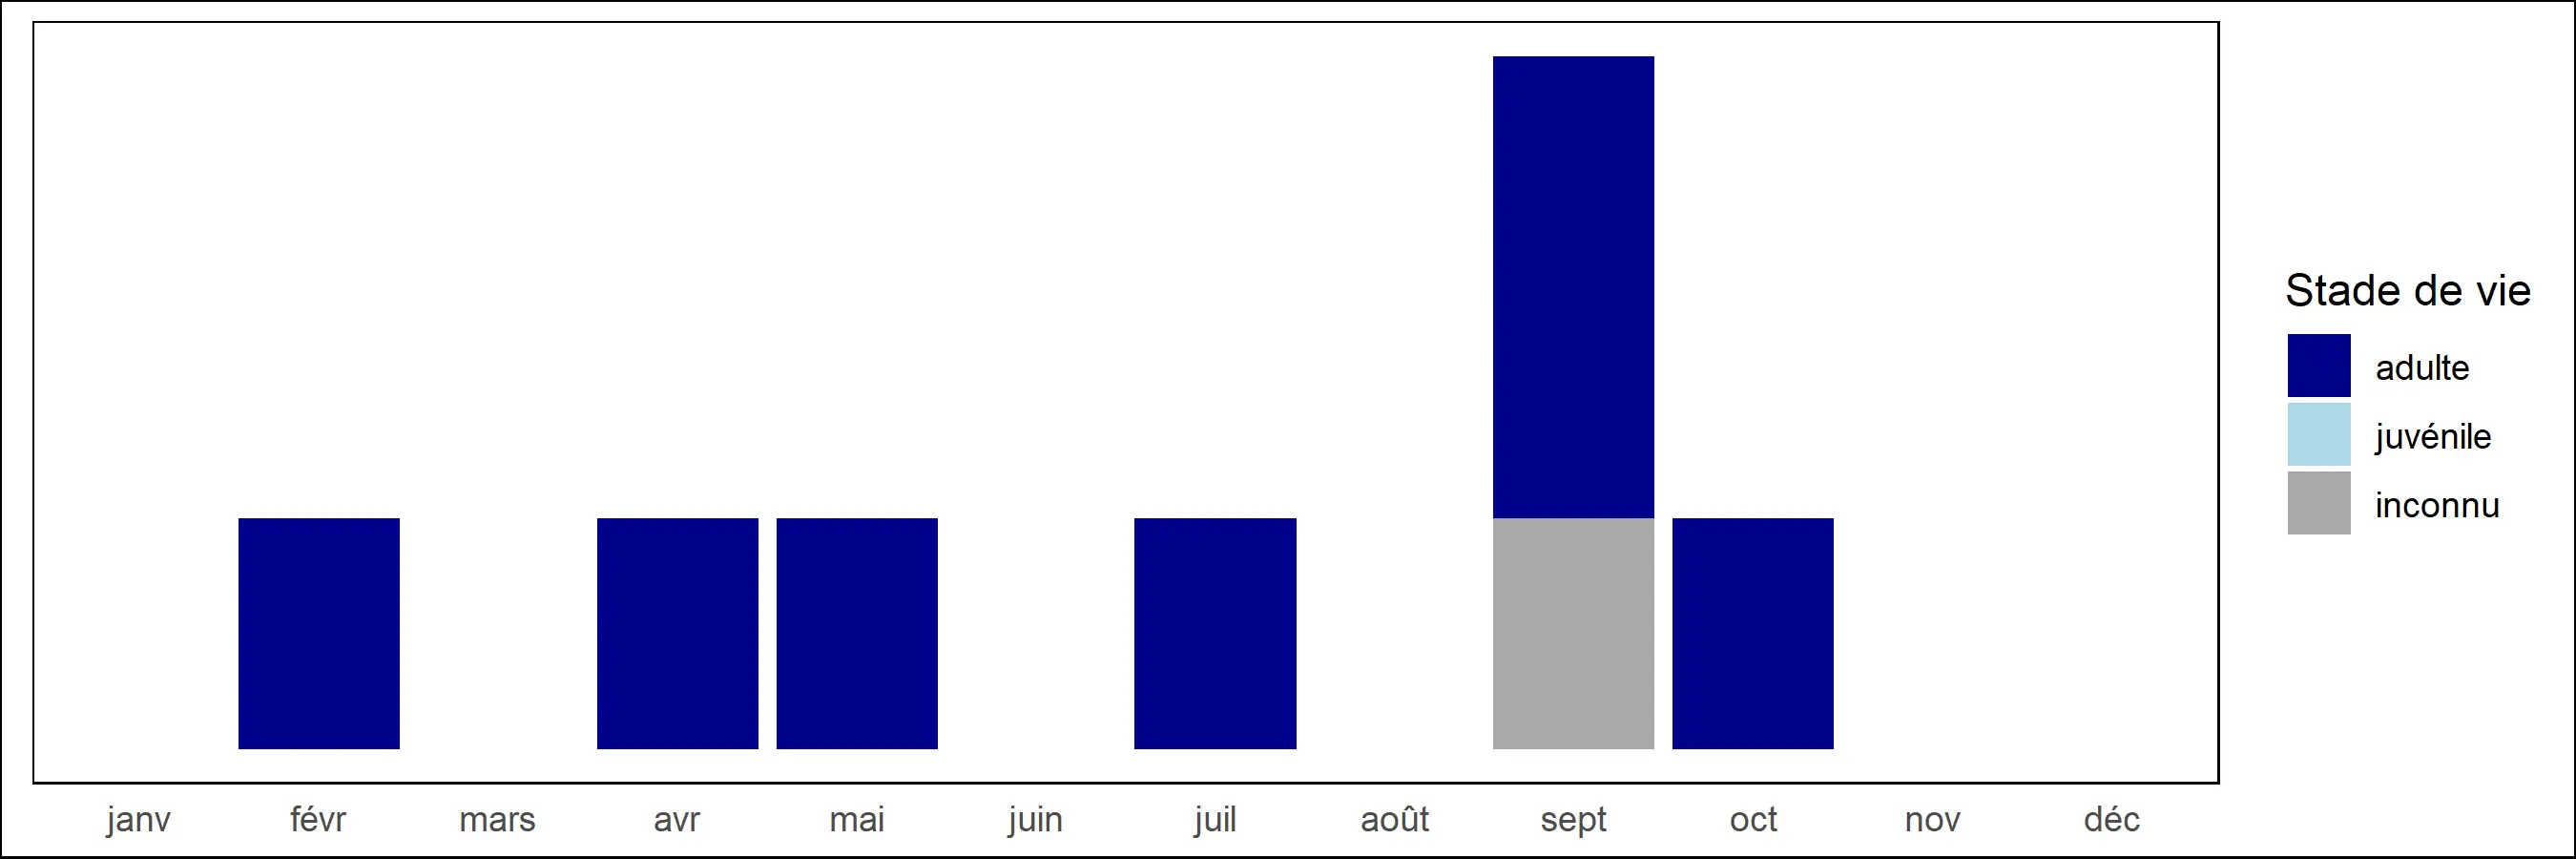 Stade de vie
adulte
juvénile
inconnu
janv févr mars avr mai juin juil août sept oct nov déc